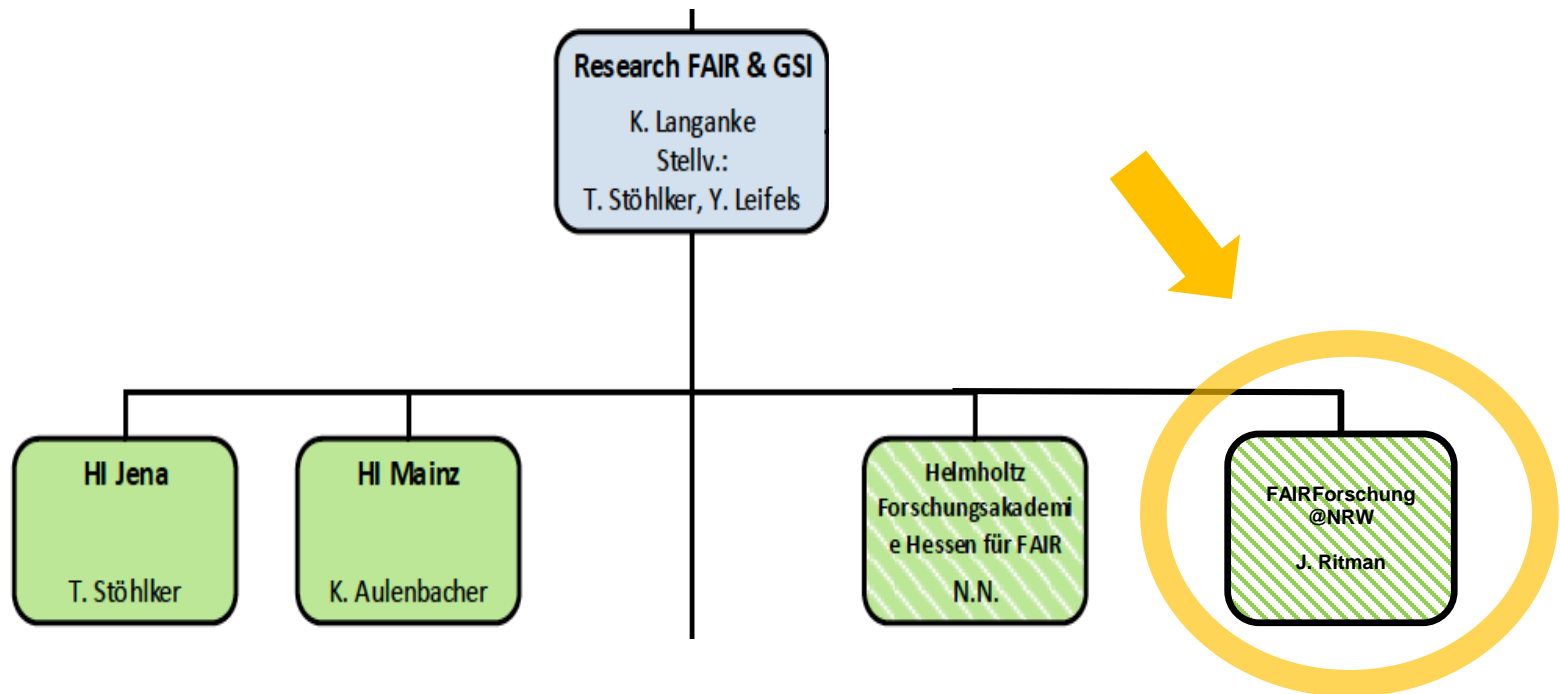 Research FAIR & GSI
K. Langanke
Stellv.:
T. Stöhlker, Y. Leifels
HI Jena
T. Stöhlker
HI Mainz
K. Aulenbacher
Helmholtz
Forschungsakademi
e Hessen für FAIR
N.N.
FAIRForschung
@NRW
J. Ritman